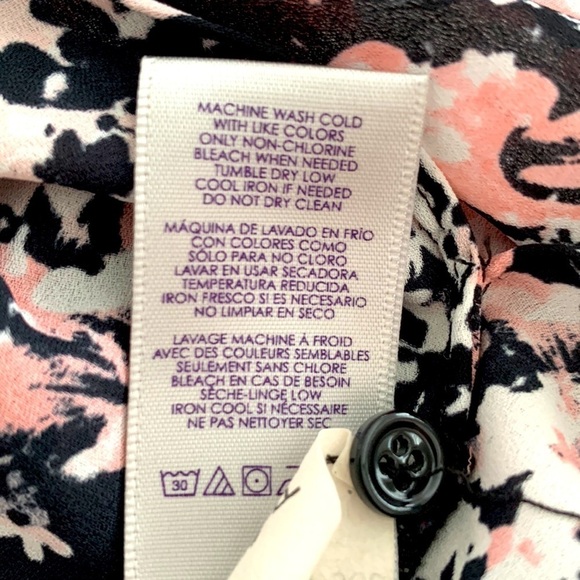 MACHINE WASH COLD
WITH LIKE COLORS
ONLY NON-CHLORINE
BLEACH WHEN NEEDED
TUMBLE DRY LOW
COOL IRON IF NEEDED
DO NOT DRY CLEAN
MÁQUINA DE LAVADO EN FRÍO
CON COLORES COMO
SÓLO PARA NO CLORO
LAVAR EN USAR SECADORA
TEMPERATURA REDUCIDA
IRON FRESCO SI ES NECESARIO
NO LIMPIAR EN SECO
LAVAGE MACHINE Á FROID
AVEC DES COULEURS SEMBLABLES
SEULEMENT SANS CHLORE
BLEACH EN CAS DE BESOIN
SÈCHE-LINGE LOW
IRON COOL SI NÉCESSAIRE
NE PAS NETTOYER SEC
30